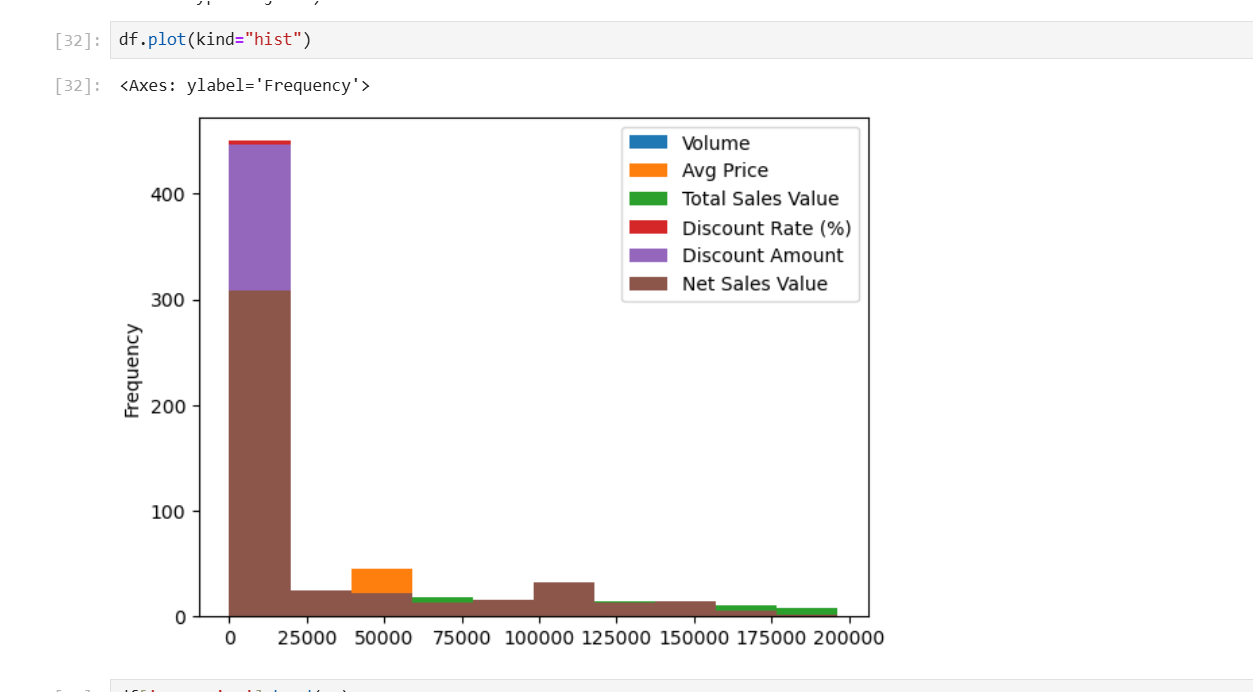 [32]: df.plot(kind="hist")
[32]: <Axes: ylabel='Frequency'>
Volume
Avg Price
Total Sales Value
Discount Rate (%)
Discount Amount
Net Sales Value
Frequency
400
300
200
100
0
0 25000 50000 75000 100000 125000 150000 175000 200000